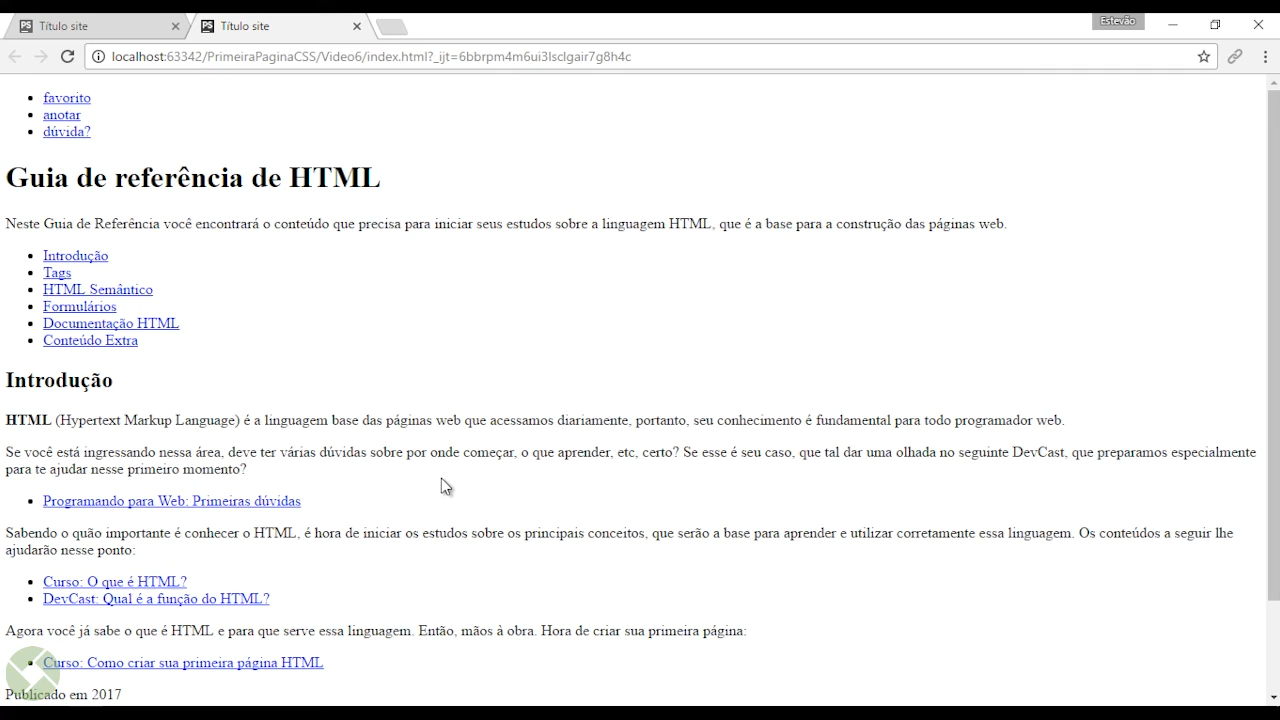 Título site
Título site
Estevão
localhost:63342/PrimeiraPaginaCSS/Video6/index.html?_ijt=6bbrpm4m6ui3lsclgair7g8h4c
favorito
anotar
dúvida?
Guia de referência de HTML
Neste Guia de Referência você encontrará o conteúdo que precisa para iniciar seus estudos sobre a linguagem HTML, que é a base para a construção das páginas web.
Introdução
Tags
HTML Semântico
Formulários
Documentação HTML
Conteúdo Extra
Introdução
HTML (Hypertext Markup Language) é a linguagem base das páginas web que acessamos diariamente, portanto, seu conhecimento é fundamental para todo programador web.
Se você está ingressando nessa área, deve ter várias dúvidas sobre por onde começar, o que aprender, etc, certo? Se esse é seu caso, que tal dar uma olhada no seguinte DevCast, que preparamos especialmente
para te ajudar nesse primeiro momento?
Programando para Web: Primeiras dúvidas
Sabendo o quão importante é conhecer o HTML, é hora de iniciar os estudos sobre os principais conceitos, que serão a base para aprender e utilizar corretamente essa linguagem. Os conteúdos a seguir lhe
ajudarão nesse ponto:
Curso: O que é HTML?
DevCast: Qual é a função do HTML?
Agora você já sabe o que é HTML e para que serve essa linguagem. Então, mãos à obra. Hora de criar sua primeira página:
Curso: Como criar sua primeira página HTML
Publicado em 2017